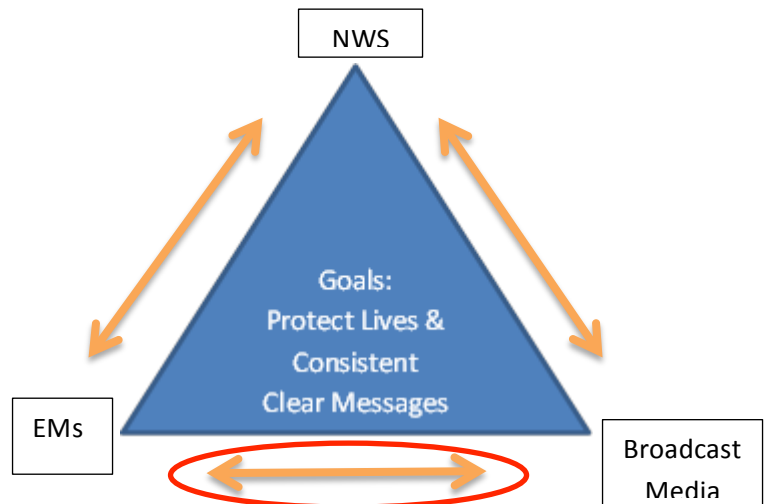 NWS
Goals:
Protect Lives &
Consistent
Clear Messages
EMs
Broadcast
Media